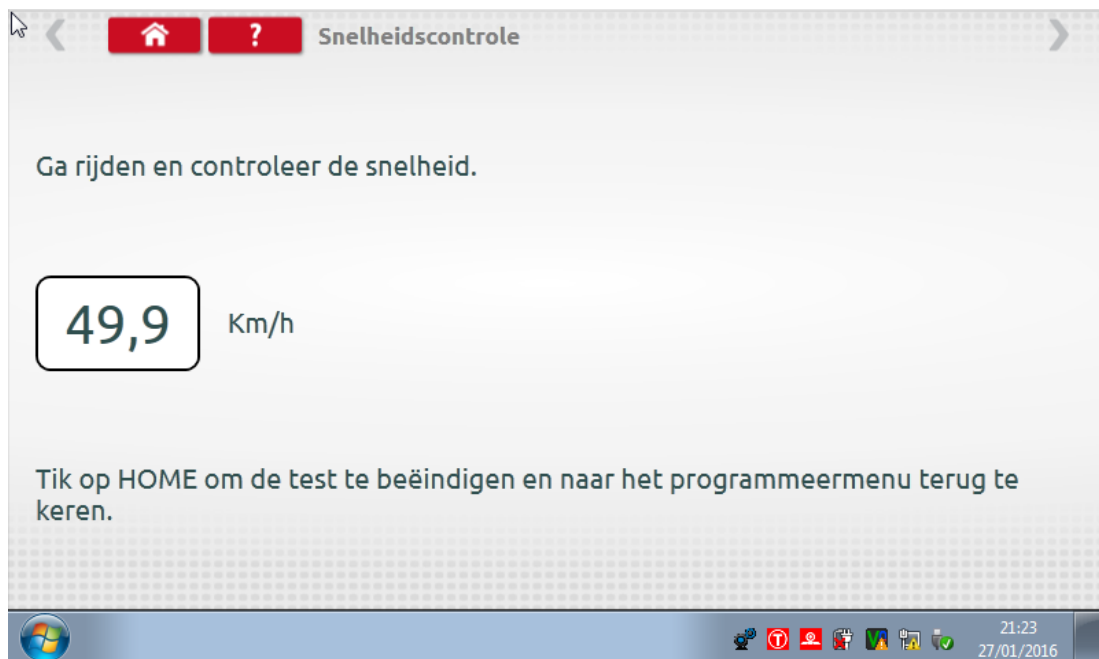 ? Snelheidscontrole
Ga rijden en controleer de snelheid.
49,9 Km/h
Tik op HOME om de test te beëindigen en naar het programmeermenu terug te
keren.
21:23
27/01/2016